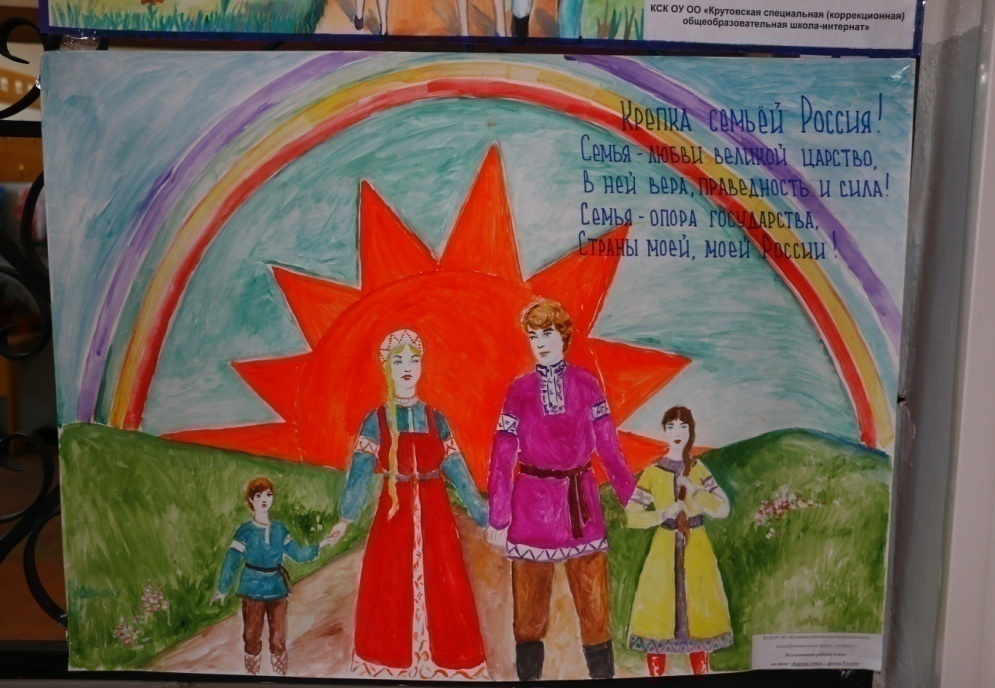 КСК ОУ ОО «Крутовская специальная (коррекционная)
общеобразовательная школа-интернат»
Крепка семьёй Россия!
Семья - любви великой царство,
В ней вера, праведность и сила!
Семья - опора государства,
Страны моей, моей России!